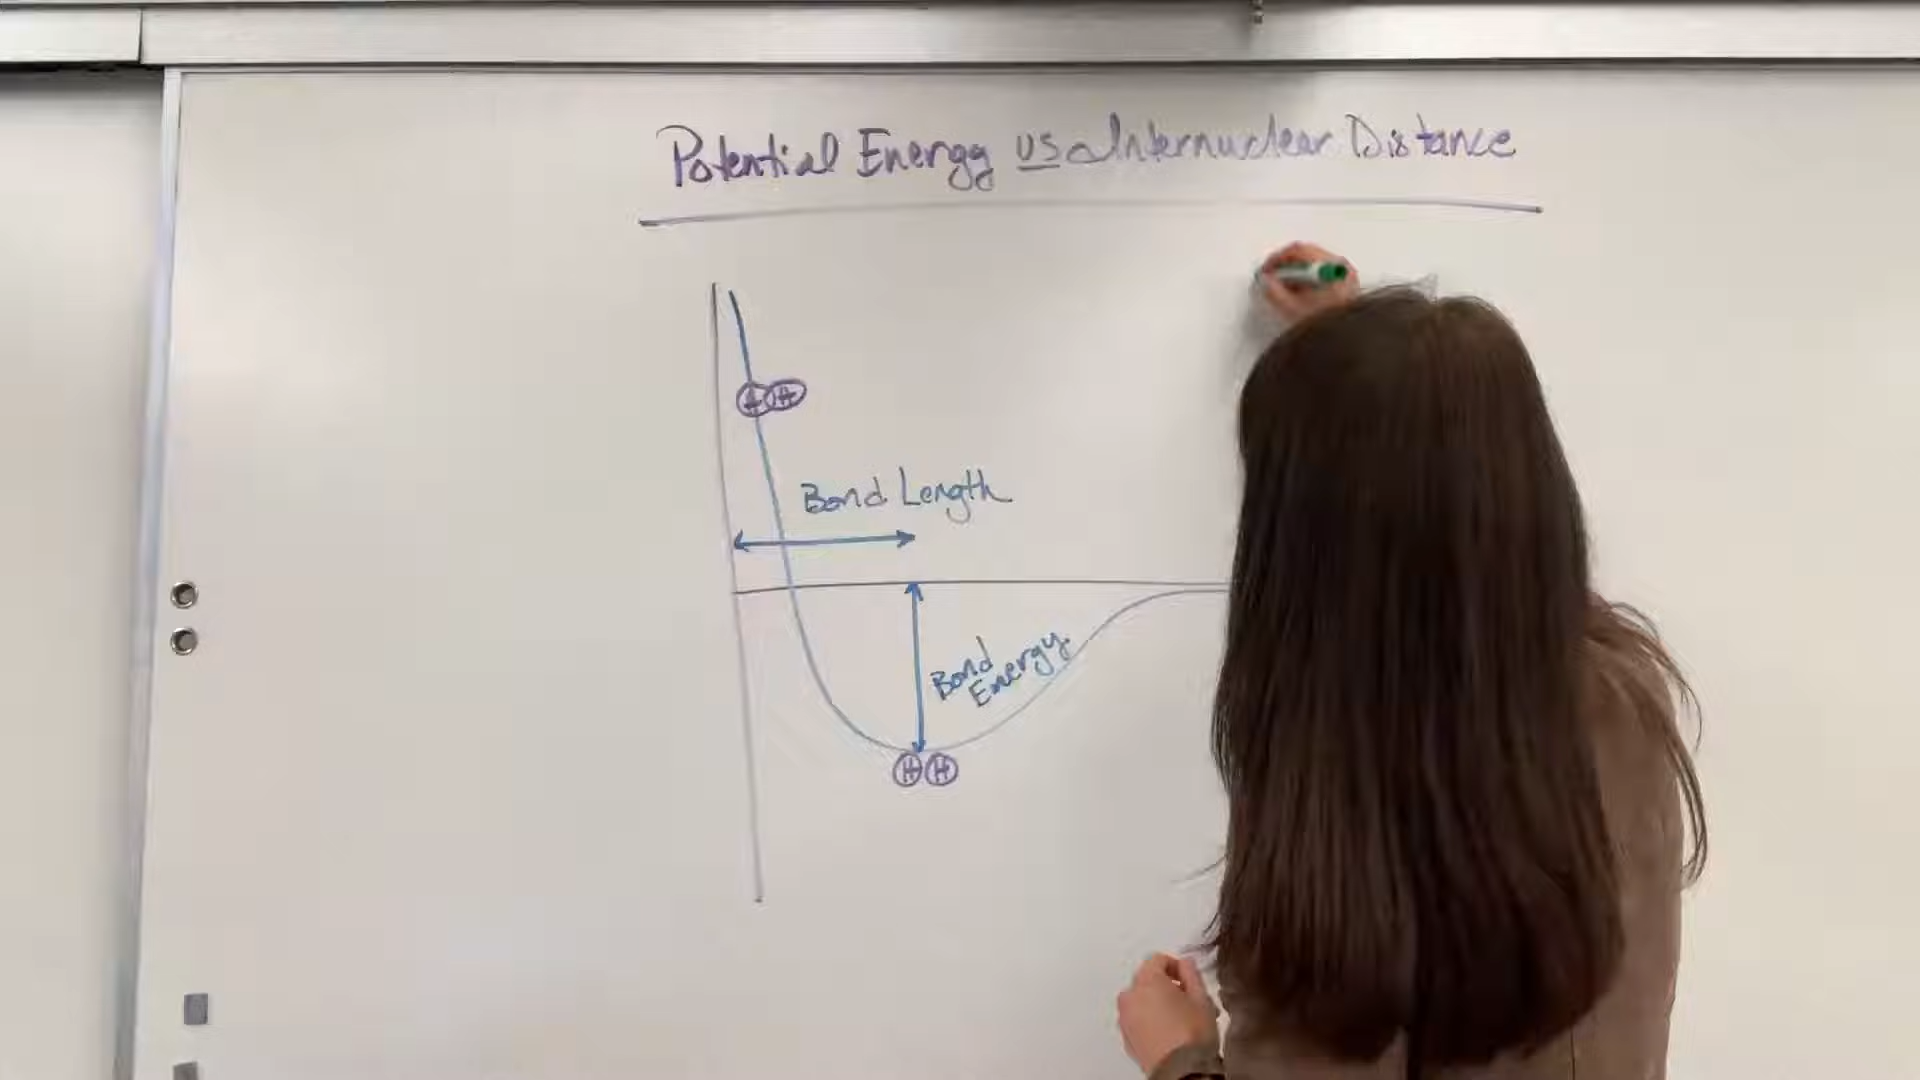 Potential Energy vs Internuclear Distance
H H
Bond Length
Bond
Energy
H H